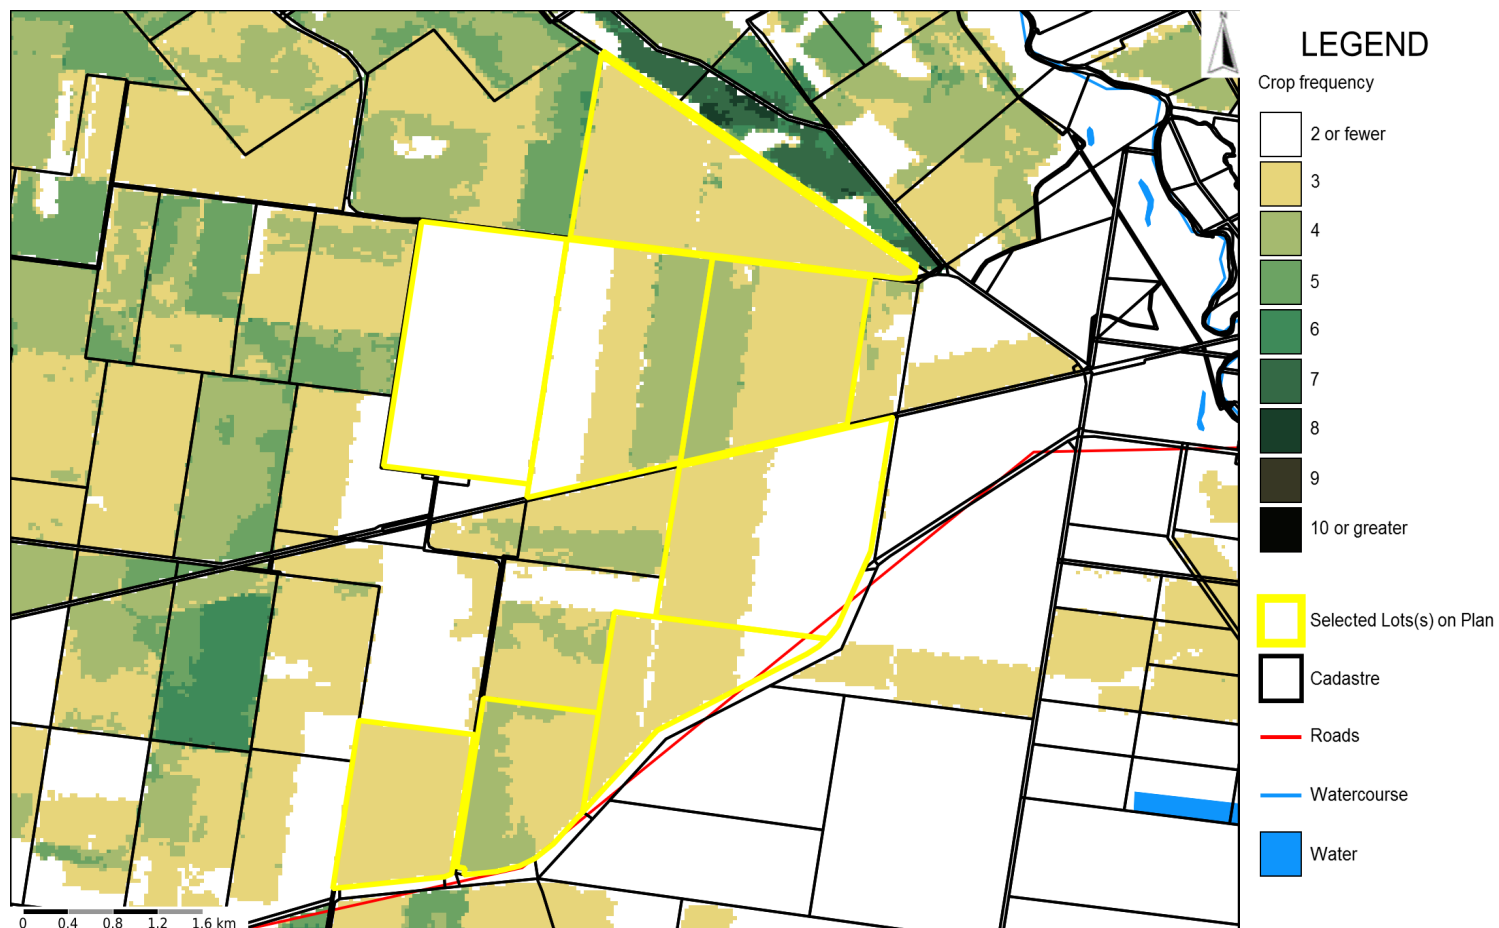 N
LEGEND
Crop frequency
2 or fewer
3
4
5
6
7
8
9
10 or greater
Selected Lots(s) on Plan
Cadastre
Roads
Watercourse
Water
0 0.4 0.8 1.2 1.6 km